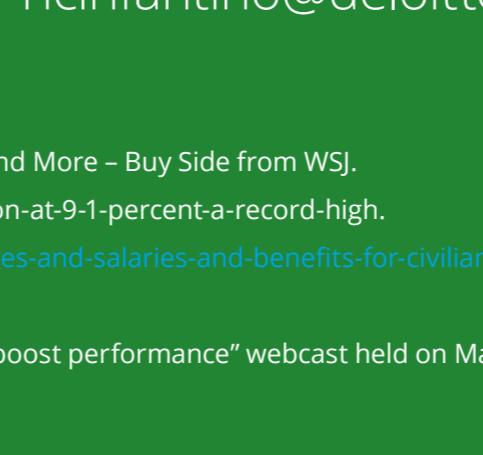 nd More – Buy Side from WSJ.
on-at-9-1-percent-a-record-high.
es-and-salaries-and-benefits-for-civilian
boost performance” webcast held on Ma